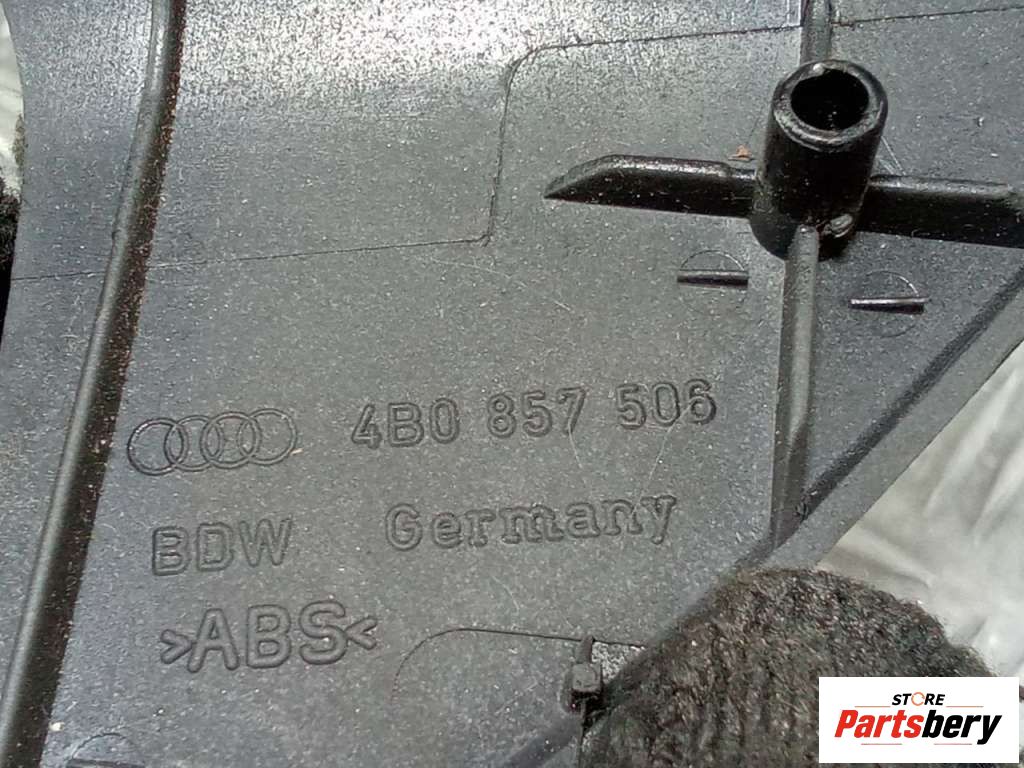 4B0 857 506
BDW Germany
>ABS<
STORE
Partsbery